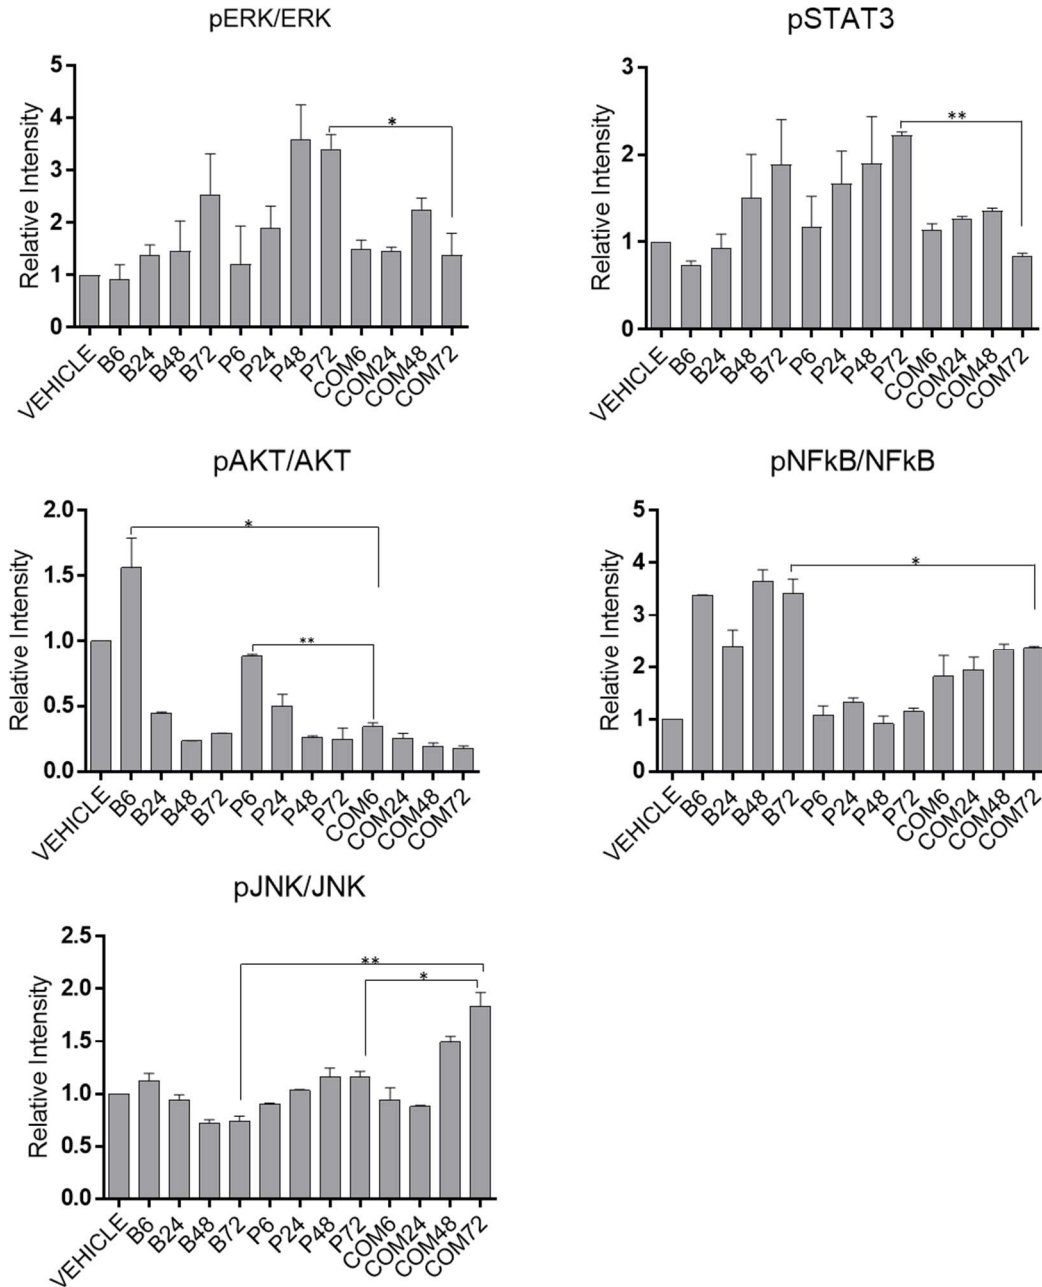 pERK/ERK
Relative Intensity
5
4
3
2
1
0
*
VEHICLE
B6
B24
B48
B72
P6
P24
P48
P72
COM6
COM24
COM48
COM72
pSTAT3
Relative Intensity
3
2
1
0
**
VEHICLE
B6
B24
B48
B72
P6
P24
P48
P72
COM6
COM24
COM48
COM72
pAKT/AKT
Relative Intensity
2.0
1.5
1.0
0.5
0.0
*
**
VEHICLE
B6
B24
B48
B72
P6
P24
P48
P72
COM6
COM24
COM48
COM72
pNFkB/NFkB
Relative Intensity
5
4
3
2
1
0
*
VEHICLE
B6
B24
B48
B72
P6
P24
P48
P72
COM6
COM24
COM48
COM72
pJNK/JNK
Relative Intensity
2.5
2.0
1.5
1.0
0.5
0.0
**
*
VEHICLE
B6
B24
B48
B72
P6
P24
P48
P72
COM6
COM24
COM48
COM72